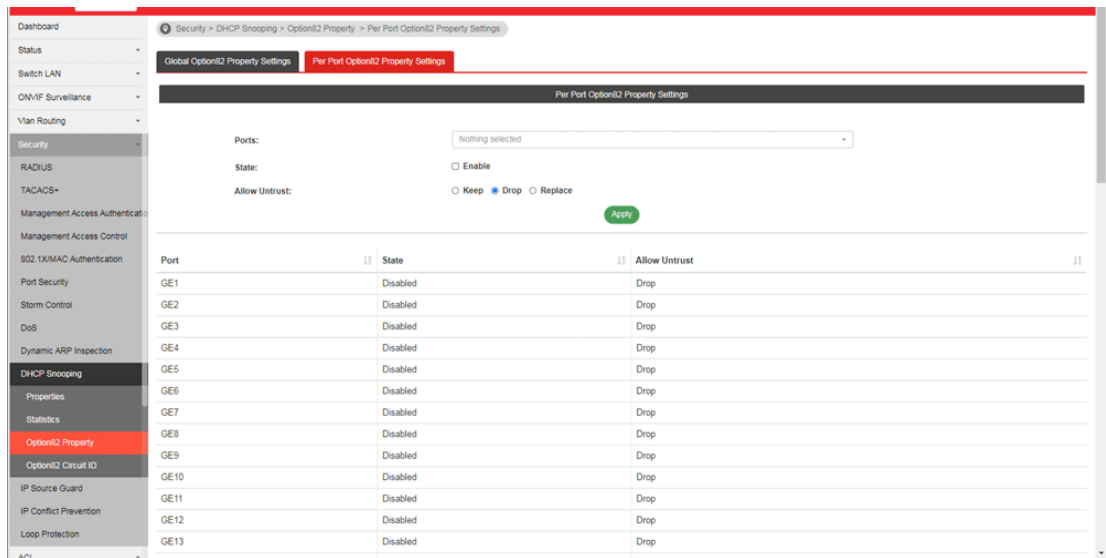 Dashboard
Status
Switch LAN
ONVIF Surveillance
Vlan Routing
Security
RADIUS
TACACS+
Management Access Authenticatio
Management Access Control
802.1X/MAC Authentication
Port Security
Storm Control
DoS
Dynamic ARP Inspection
DHCP Snooping
Properties
Statistics
Option82 Property
Option82 Circuit ID
IP Source Guard
IP Conflict Prevention
Loop Protection
ACL
Security > DHCP Snooping > Option82 Property > Per Port Option82 Property Settings
Global Option82 Property Settings Per Port Option82 Property Settings
Per Port Option82 Property Settings
Ports: Nothing selected
State: Enable
Allow Untrust: Keep Drop Replace
Apply
Port State Allow Untrust
GE1 Disabled Drop
GE2 Disabled Drop
GE3 Disabled Drop
GE4 Disabled Drop
GE5 Disabled Drop
GE6 Disabled Drop
GE7 Disabled Drop
GE8 Disabled Drop
GE9 Disabled Drop
GE10 Disabled Drop
GE11 Disabled Drop
GE12 Disabled Drop
GE13 Disabled Drop